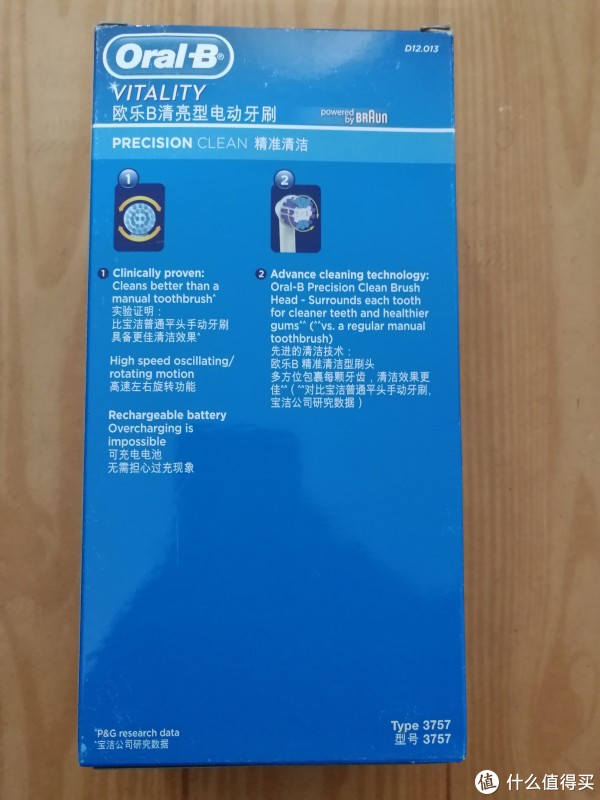 Oral-B®
D12.013
VITALITY
欧乐B清亮型电动牙刷
powered by BRAUN
PRECISION CLEAN 精准清洁
1
2
1 Clinically proven:
Cleans better than a
manual toothbrush^
实验证明：
比宝洁普通平头手动牙刷
具备更佳清洁效果^
High speed oscillating/
rotating motion
高速左右旋转功能
Rechargeable battery
Overcharging is
impossible
可充电电池
无需担心过充现象
2 Advance cleaning technology:
Oral-B Precision Clean Brush
Head - Surrounds each tooth
for cleaner teeth and healthier
gums^^ (^^vs. a regular manual
toothbrush)
先进的清洁技术：
欧乐B 精准清洁型刷头
多方位包裹每颗牙齿，清洁效果更
佳^^（^^对比宝洁普通平头手动牙刷,
宝洁公司研究数据）
^P&G research data
^宝洁公司研究数据
Type 3757
型号 3757
值 什么值得买